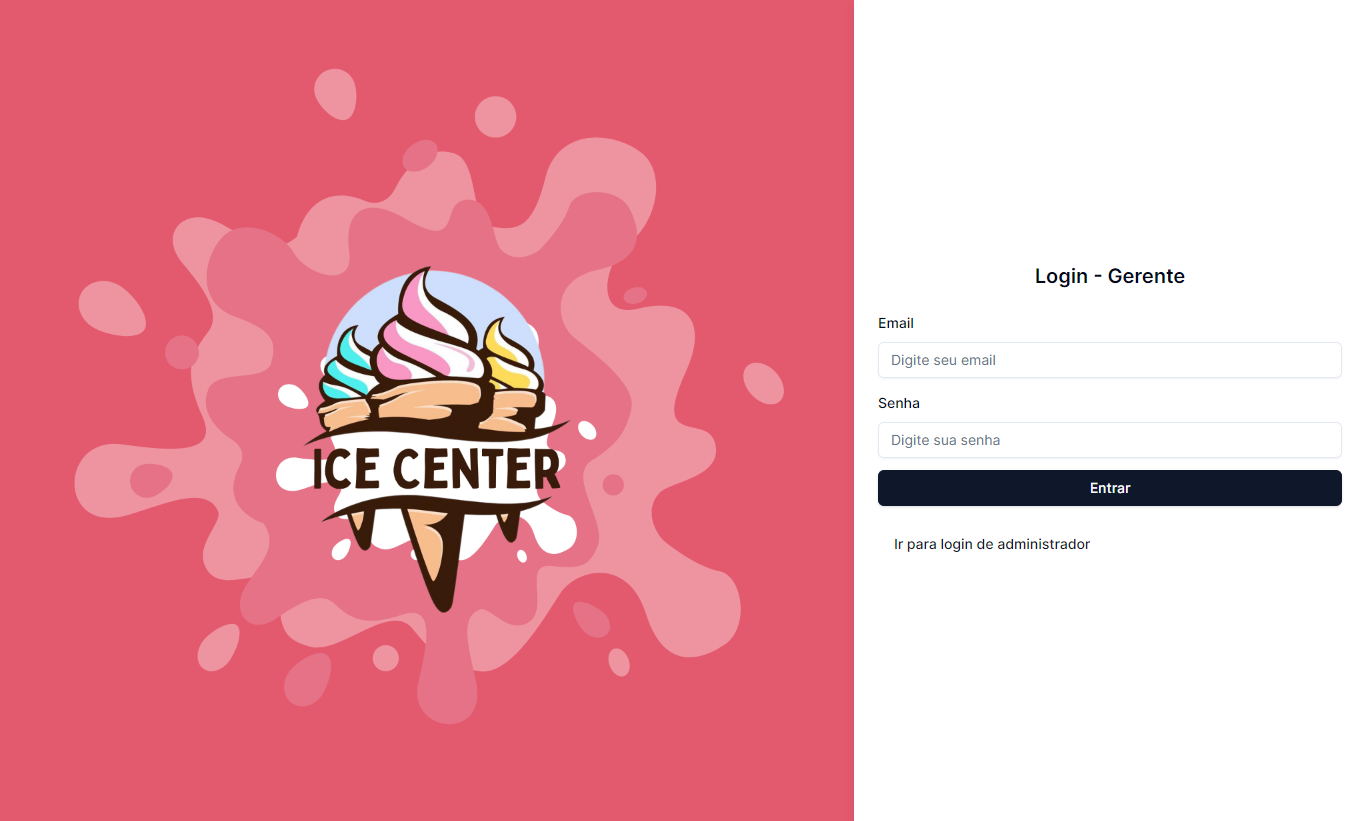 ICE CENTER
Login - Gerente
Email
Digite seu email
Senha
Digite sua senha
Entrar
Ir para login de administrador